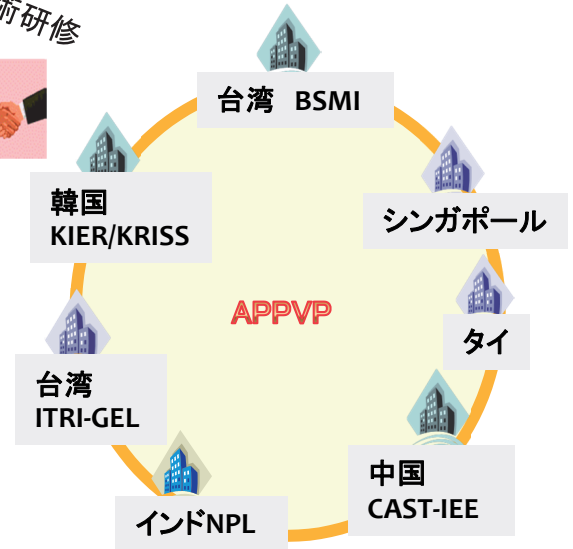 術研修
台湾 BSMI
韓国
KIER/KRISS
シンガポール
APPVP
タイ
台湾
ITRI-GEL
中国
CAST-IEE
インドNPL